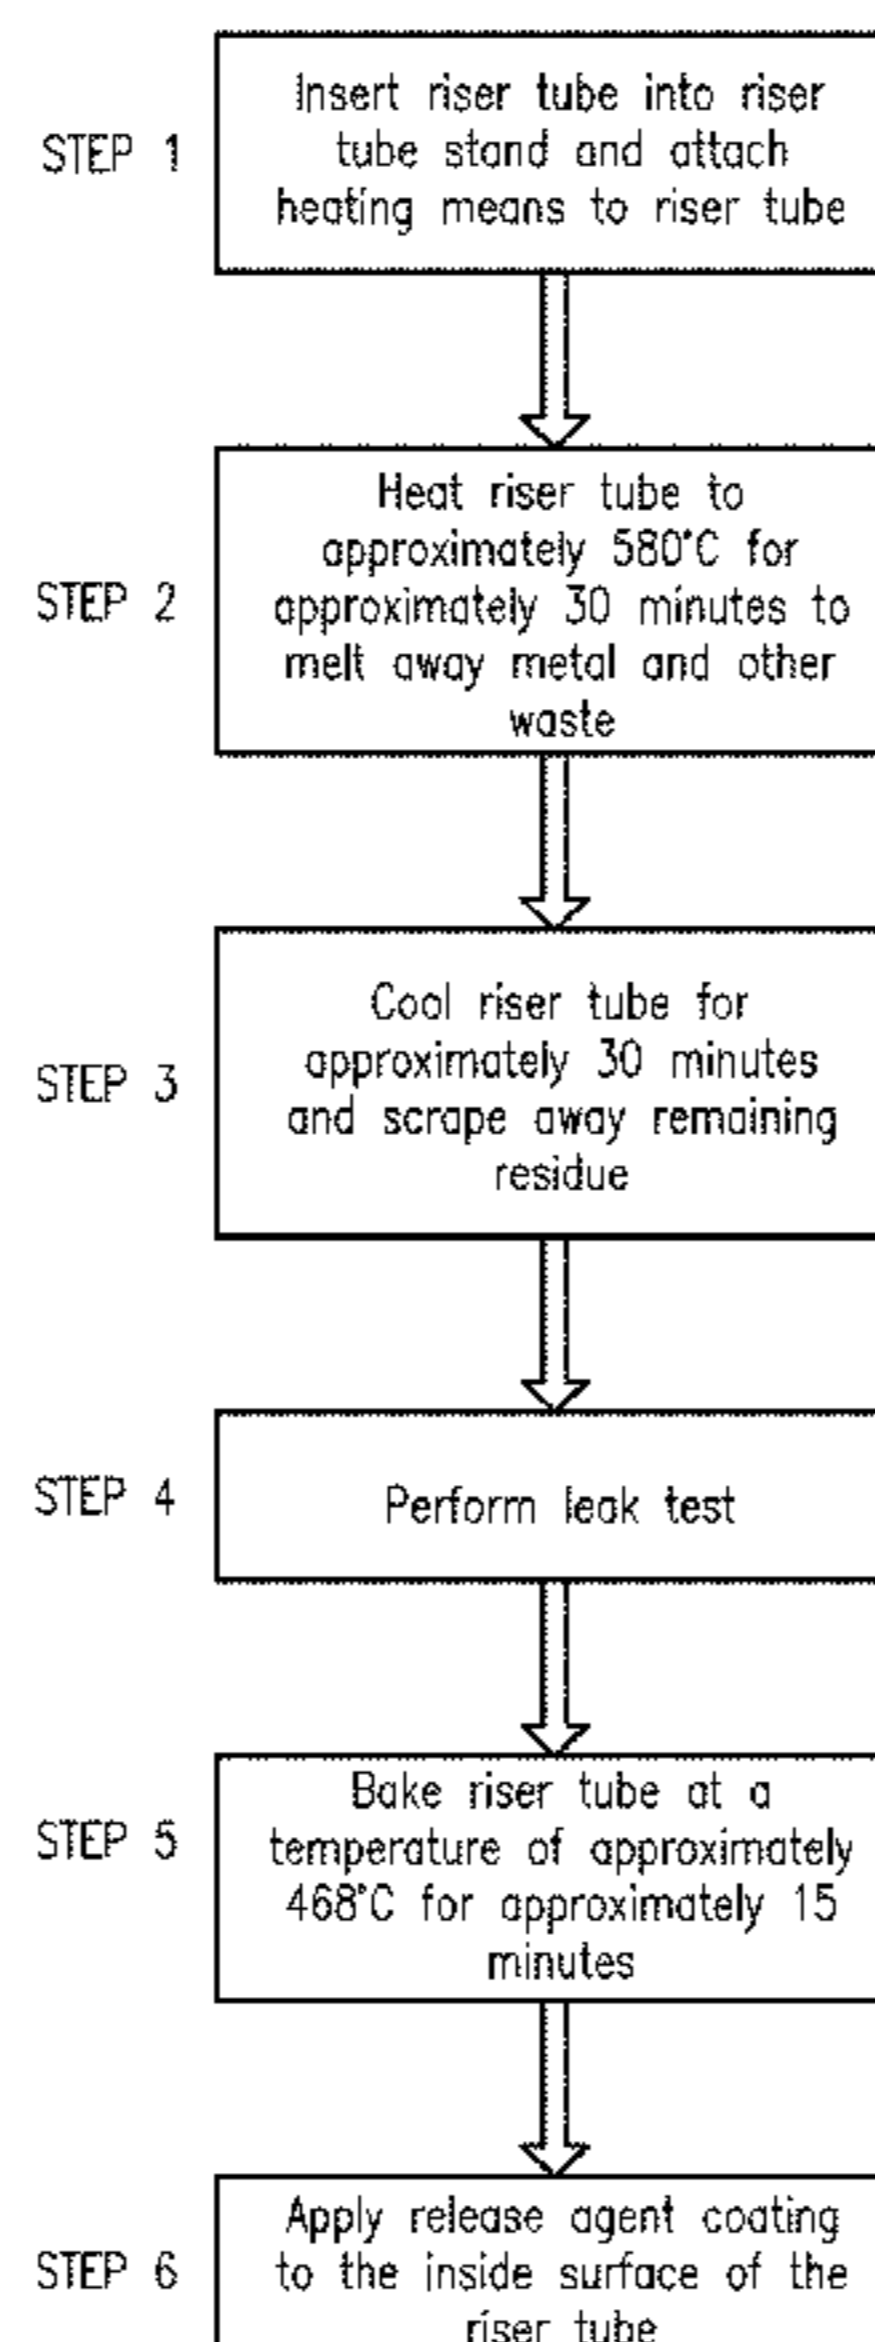 STEP 1
Insert riser tube into riser
tube stand and attach
heating means to riser tube
STEP 2
Heat riser tube to
approximately 580°C for
approximately 30 minutes to
melt away metal and other
waste
STEP 3
Cool riser tube for
approximately 30 minutes
and scrape away remaining
residue
STEP 4
Perform leak test
STEP 5
Bake riser tube at a
temperature of approximately
468°C for approximately 15
minutes
STEP 6
Apply release agent coating
to the inside surface of the
riser tube